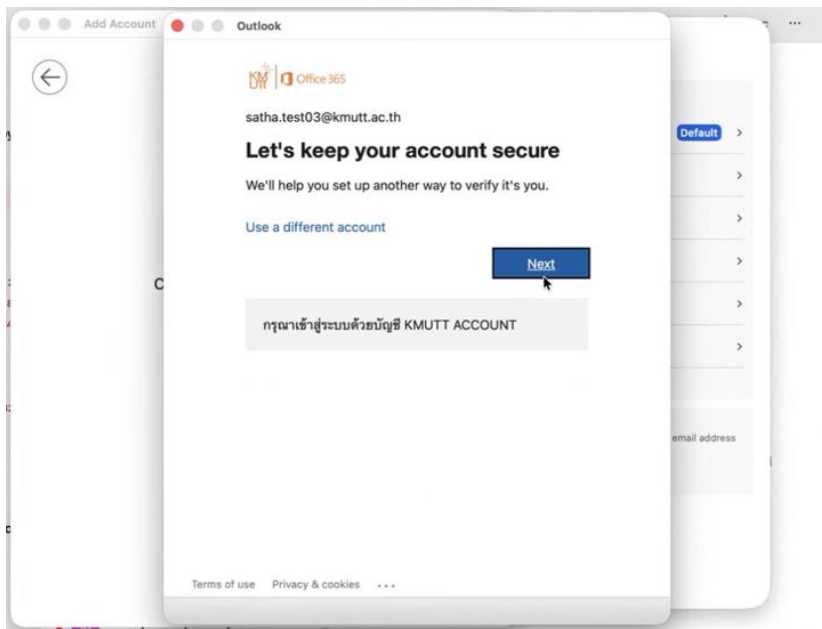 Add Account
Outlook
KM
UTT
Office 365
satha.test03@kmutt.ac.th
Let's keep your account secure
Default
We'll help you set up another way to verify it's you.
Use a different account
Next
กรุณาเข้าสู่ระบบด้วยบัญชี KMUTT ACCOUNT
email address
Terms of use Privacy & cookies ...